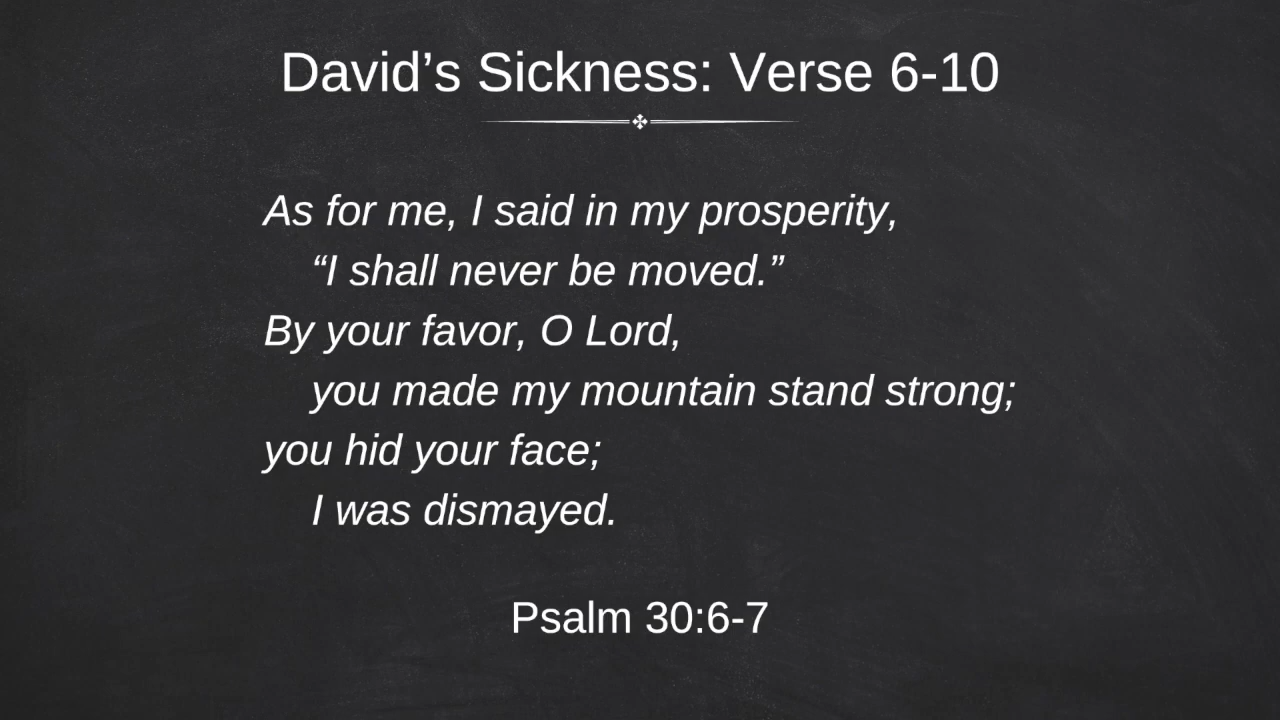 David’s Sickness: Verse 6-10
As for me, I said in my prosperity,
“I shall never be moved.”
By your favor, O Lord,
you made my mountain stand strong;
you hid your face;
I was dismayed.
Psalm 30:6-7